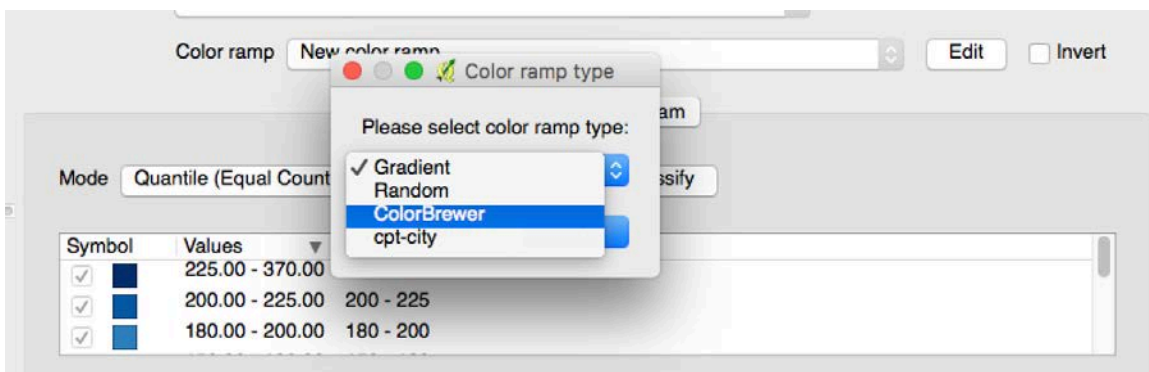 Color ramp New color ramp Edit Invert
Color ramp type
Please select color ramp type:
am
Mode Quantile (Equal Count ssify
✓ Gradient
Random
ColorBrewer
cpt-city
Symbol Values
225.00 - 370.00
200.00 - 225.00 200 - 225
180.00 - 200.00 180 - 200